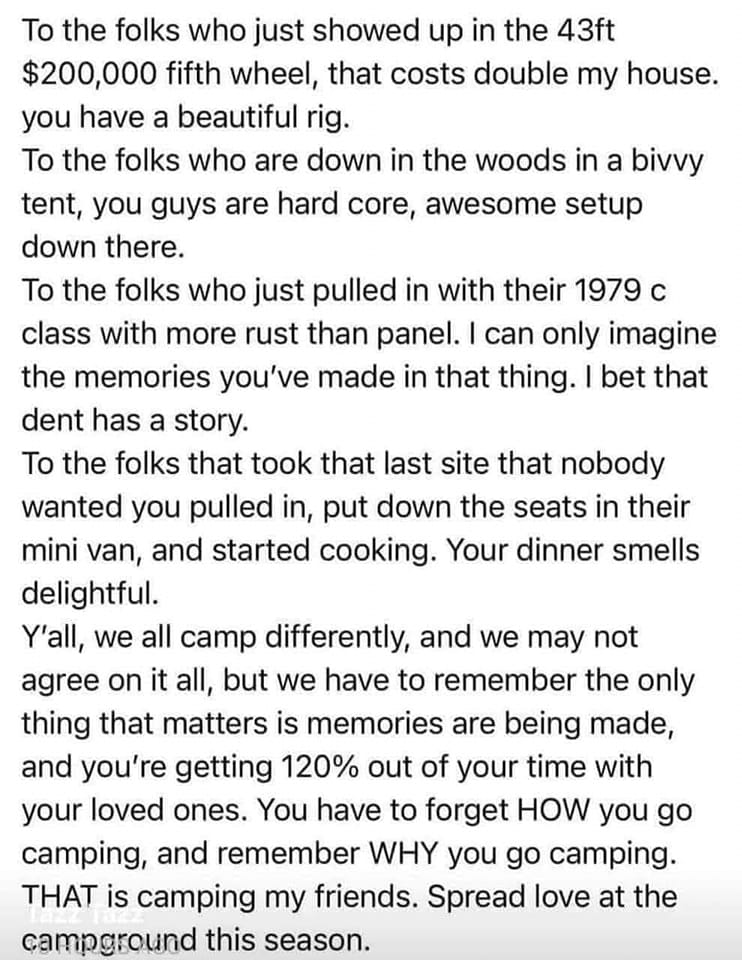 To the folks who just showed up in the 43ft
$200,000 fifth wheel, that costs double my house.
you have a beautiful rig.
To the folks who are down in the woods in a bivvy
tent, you guys are hard core, awesome setup
down there.
To the folks who just pulled in with their 1979 c
class with more rust than panel. I can only imagine
the memories you've made in that thing. I bet that
dent has a story.
To the folks that took that last site that nobody
wanted you pulled in, put down the seats in their
mini van, and started cooking. Your dinner smells
delightful.
Y'all, we all camp differently, and we may not
agree on it all, but we have to remember the only
thing that matters is memories are being made,
and you're getting 120% out of your time with
your loved ones. You have to forget HOW you go
camping, and remember WHY you go camping.
THAT is camping my friends. Spread love at the
campground this season.
HOURS AGO